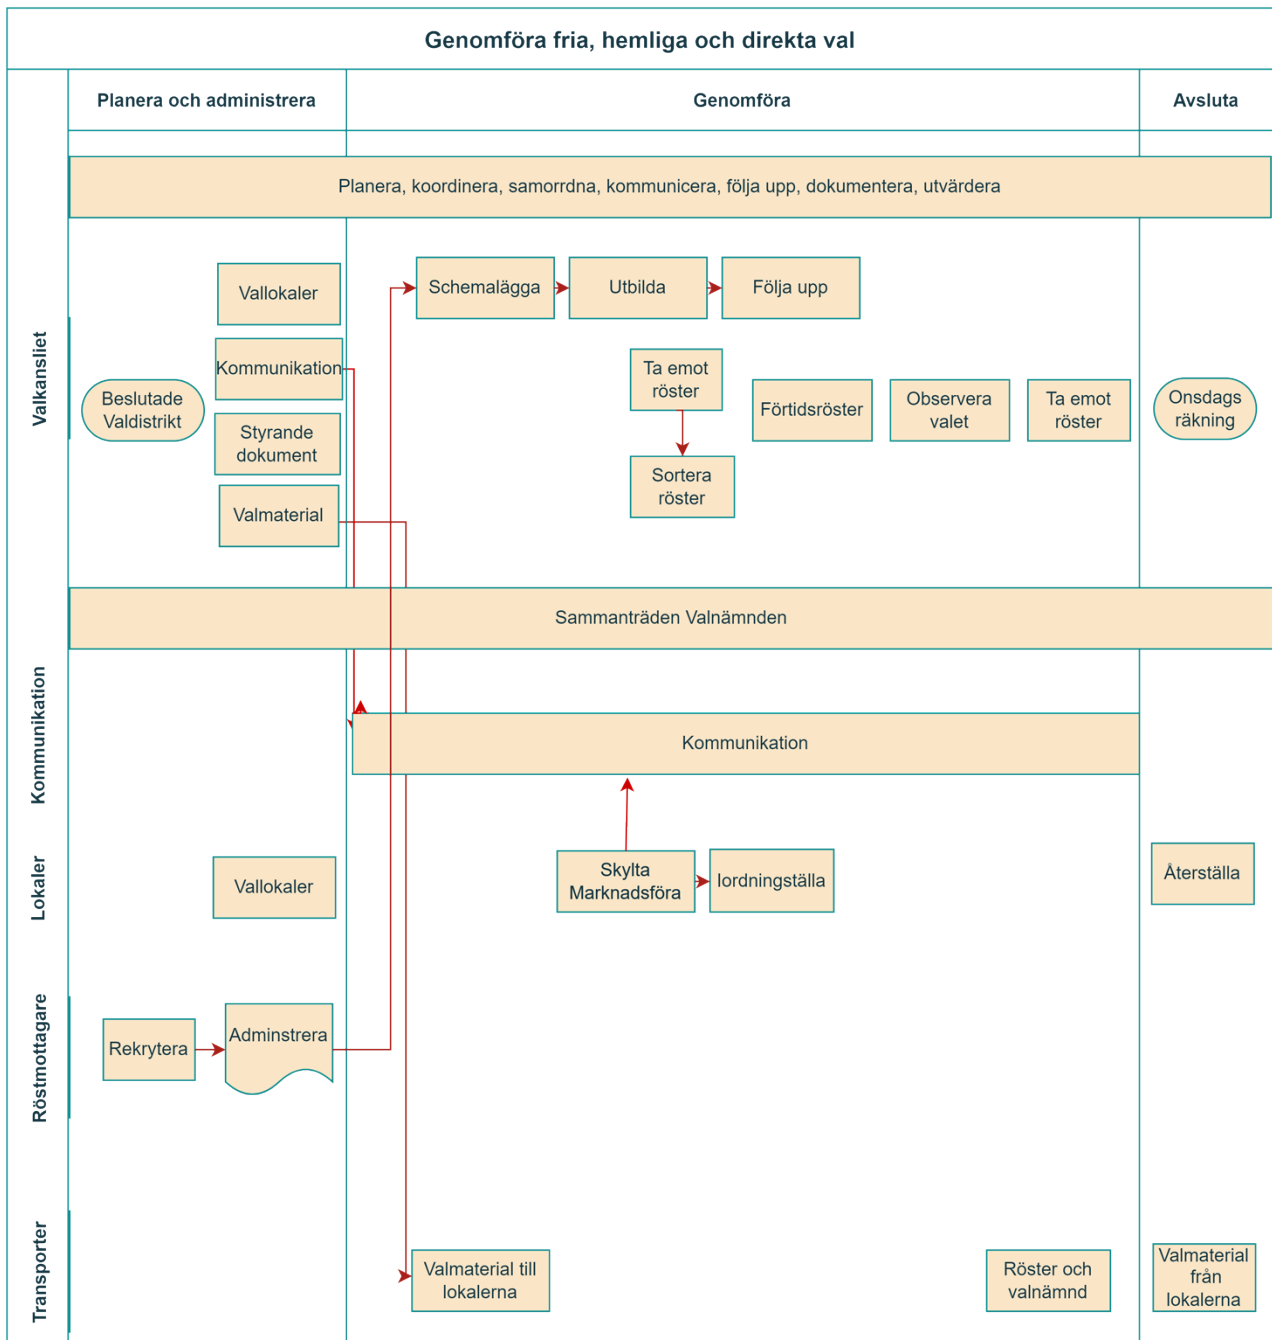 Genomföra fria, hemliga och direkta val
Planera och administrera
Genomföra
Avsluta
Planera, koordinera, samorrdna, kommunicera, följa upp, dokumentera, utvärdera
Valkansliet
Vallokaler
Schemalägga
Utbilda
Följa upp
Kommunikation
Beslutade
Valdistrikt
Styrande
dokument
Valmaterial
Ta emot
röster
Sortera
röster
Förtidsröster
Observera
valet
Ta emot
röster
Onsdags
räkning
Sammanträden Valnämnden
Kommunikation
Kommunikation
Lokaler
Vallokaler
Skylta
Marknadsföra
Iordningställa
Återställa
Röstmottagare
Rekrytera
Adminstrera
Transporter
Valmaterial till
lokalerna
Röster och
valnämnd
Valmaterial
från
lokalerna